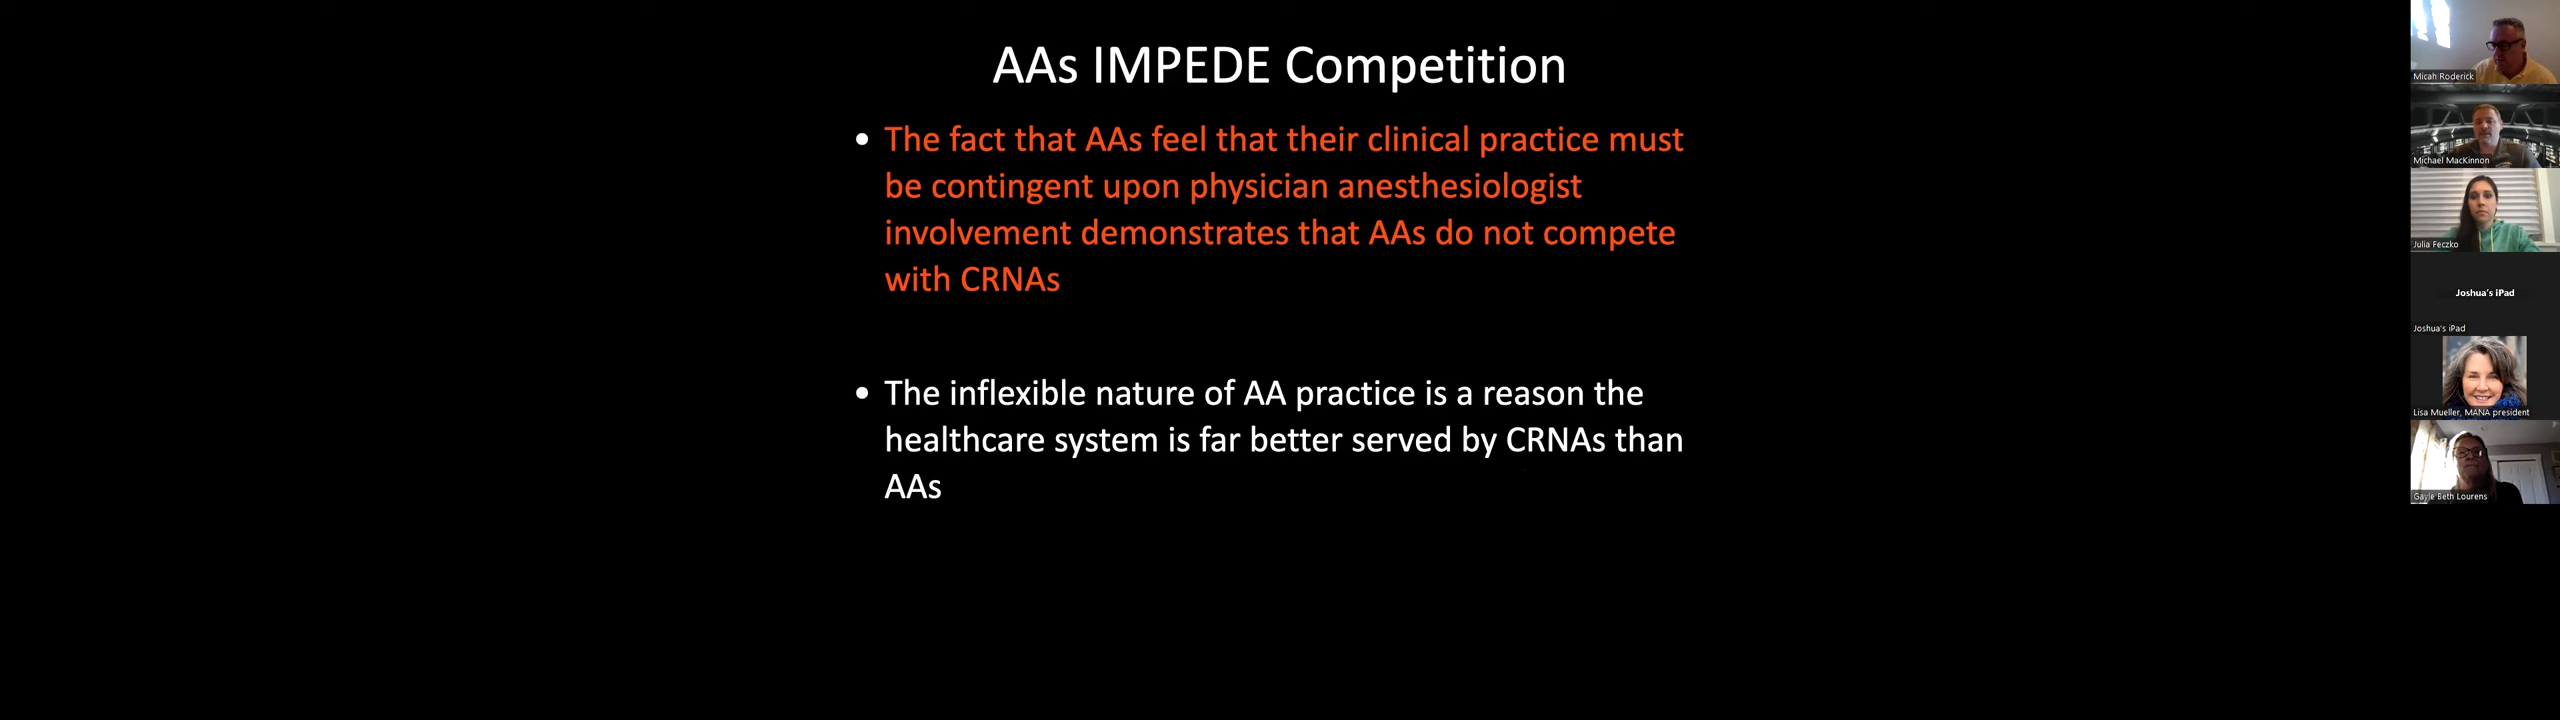 AAs IMPEDE Competition
• The fact that AAs feel that their clinical practice must
be contingent upon physician anesthesiologist
involvement demonstrates that AAs do not compete
with CRNAs
• The inflexible nature of AA practice is a reason the
healthcare system is far better served by CRNAs than
AAs
Micah Roderick
Michael MacKinnon
Julia Feczko
Joshua's iPad
Joshua's iPad
Lisa Mueller, MANA president
Gayle Beth Lourens